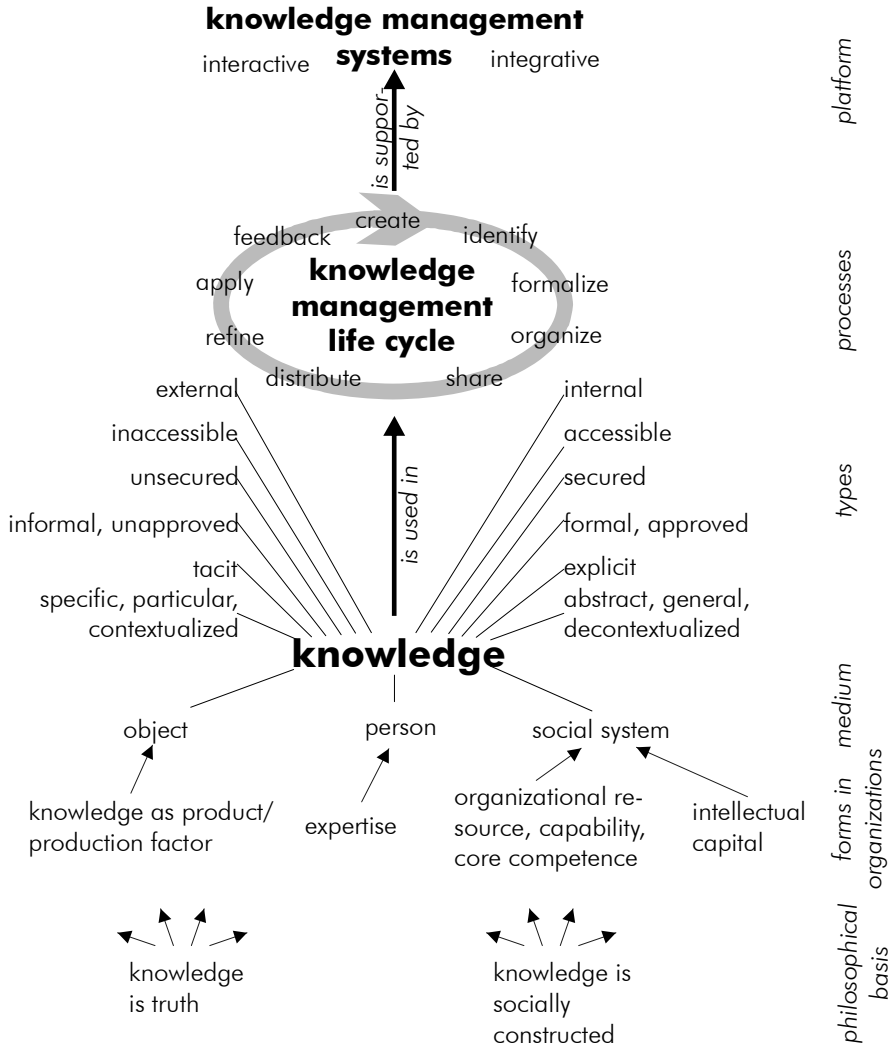 knowledge management
systems
interactive
integrative
platform
is suppor-
ted by
create
feedback
identify
knowledge
management
life cycle
apply
formalize
refine
organize
distribute
share
processes
external
internal
inaccessible
accessible
unsecured
secured
informal, unapproved
formal, approved
tacit
explicit
specific, particular,
contextualized
abstract, general,
decontextualized
is used in
types
knowledge
object
person
social system
medium
knowledge as product/
production factor
expertise
organizational re-
source, capability,
core competence
intellectual
capital
forms in
organizations
knowledge
is truth
knowledge is
socially
constructed
philosophical
basis